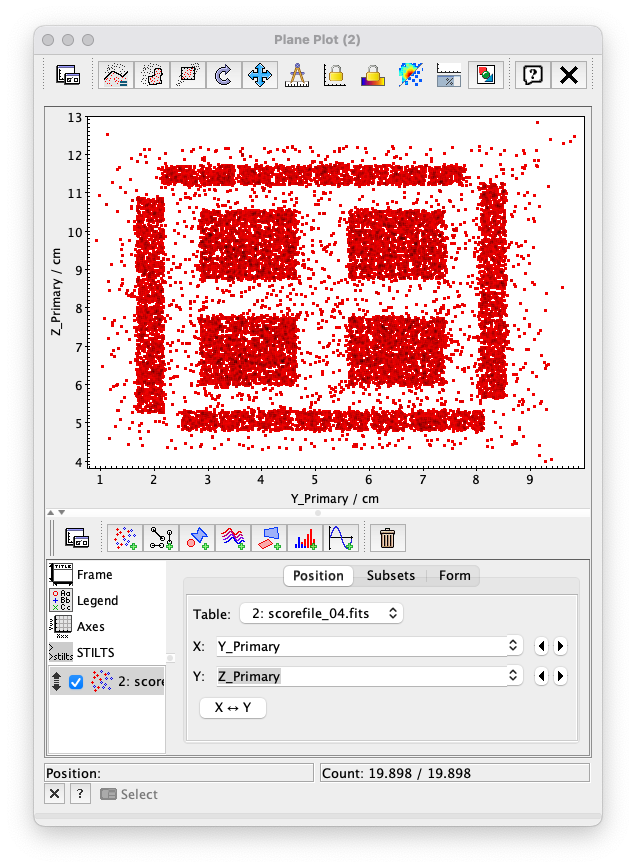 Plane Plot (2)
13
12
11
10
9
8
7
6
5
4
Z_Primary / cm
1 2 3 4 5 6 7 8 9
Y_Primary / cm
TITLE
Frame
Legend
Axes
STILTS
2: score
Position Subsets Form
Table: 2: scorefile_04.fits
X: Y_Primary
Y: Z_Primary
X ↔ Y
Position:
Count: 19.898 / 19.898
Select